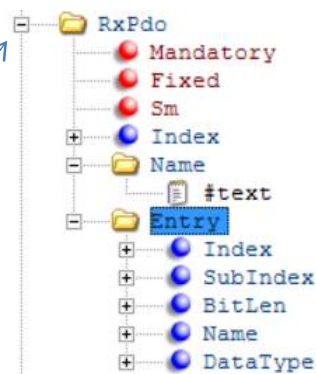 RxPdo
Mandatory
Fixed
Sm
Index
Name
#text
Entry
Index
SubIndex
BitLen
Name
DataType